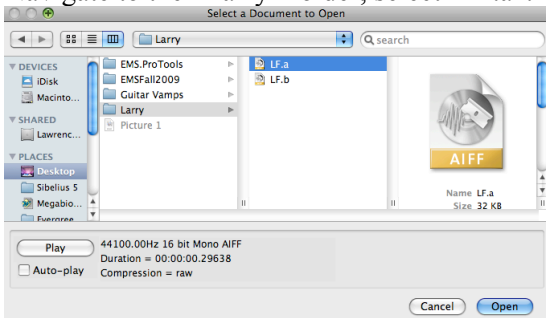 Select a Document to Open
Larry
search
DEVICES
iDisk
Macinto...
SHARED
Lawrenc...
PLACES
Desktop
Sibelius 5
Megabio...
EMS.ProTools
EMSFall2009
Guitar Vamps
Larry
Picture 1
LF.a
LF.b
AIFF
Name LF.a
Size 32 KB
Play
Auto-play
44100.00Hz 16 bit Mono AIFF
Duration = 00:00:00.29638
Compression = raw
Cancel
Open